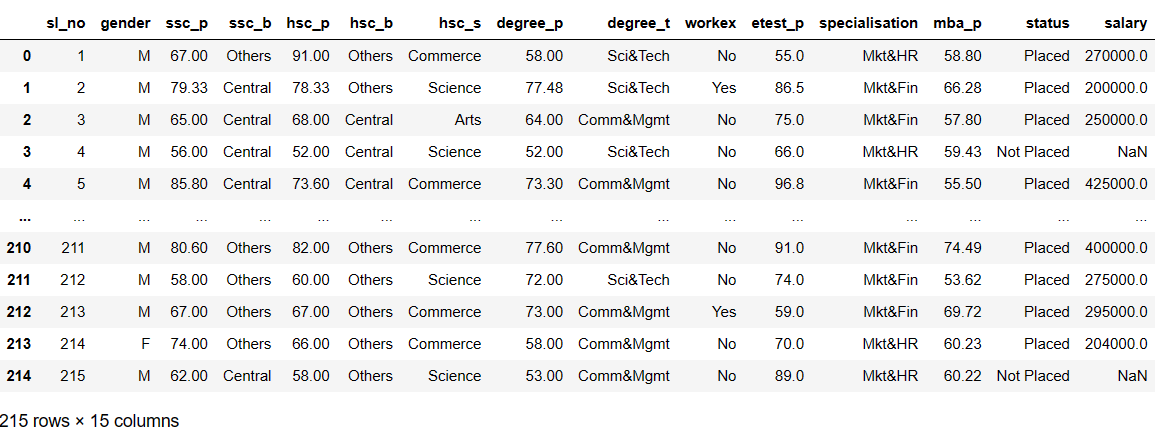 sl_no gender ssc_p ssc_b hsc_p hsc_b hsc_s degree_p degree_t workex etest_p specialisation mba_p status salary
0 1 M 67.00 Others 91.00 Others Commerce 58.00 Sci&Tech No 55.0 Mkt&HR 58.80 Placed 270000.0
1 2 M 79.33 Central 78.33 Others Science 77.48 Sci&Tech Yes 86.5 Mkt&Fin 66.28 Placed 200000.0
2 3 M 65.00 Central 68.00 Central Arts 64.00 Comm&Mgmt No 75.0 Mkt&Fin 57.80 Placed 250000.0
3 4 M 56.00 Central 52.00 Central Science 52.00 Sci&Tech No 66.0 Mkt&HR 59.43 Not Placed NaN
4 5 M 85.80 Central 73.60 Central Commerce 73.30 Comm&Mgmt No 96.8 Mkt&Fin 55.50 Placed 425000.0
... ... ... ... ... ... ... ... ... ... ... ... ... ... ... ...
210 211 M 80.60 Others 82.00 Others Commerce 77.60 Comm&Mgmt No 91.0 Mkt&Fin 74.49 Placed 400000.0
211 212 M 58.00 Others 60.00 Others Science 72.00 Sci&Tech No 74.0 Mkt&Fin 53.62 Placed 275000.0
212 213 M 67.00 Others 67.00 Others Commerce 73.00 Comm&Mgmt Yes 59.0 Mkt&Fin 69.72 Placed 295000.0
213 214 F 74.00 Others 66.00 Others Commerce 58.00 Comm&Mgmt No 70.0 Mkt&HR 60.23 Placed 204000.0
214 215 M 62.00 Central 58.00 Others Science 53.00 Comm&Mgmt No 89.0 Mkt&HR 60.22 Not Placed NaN
215 rows × 15 columns